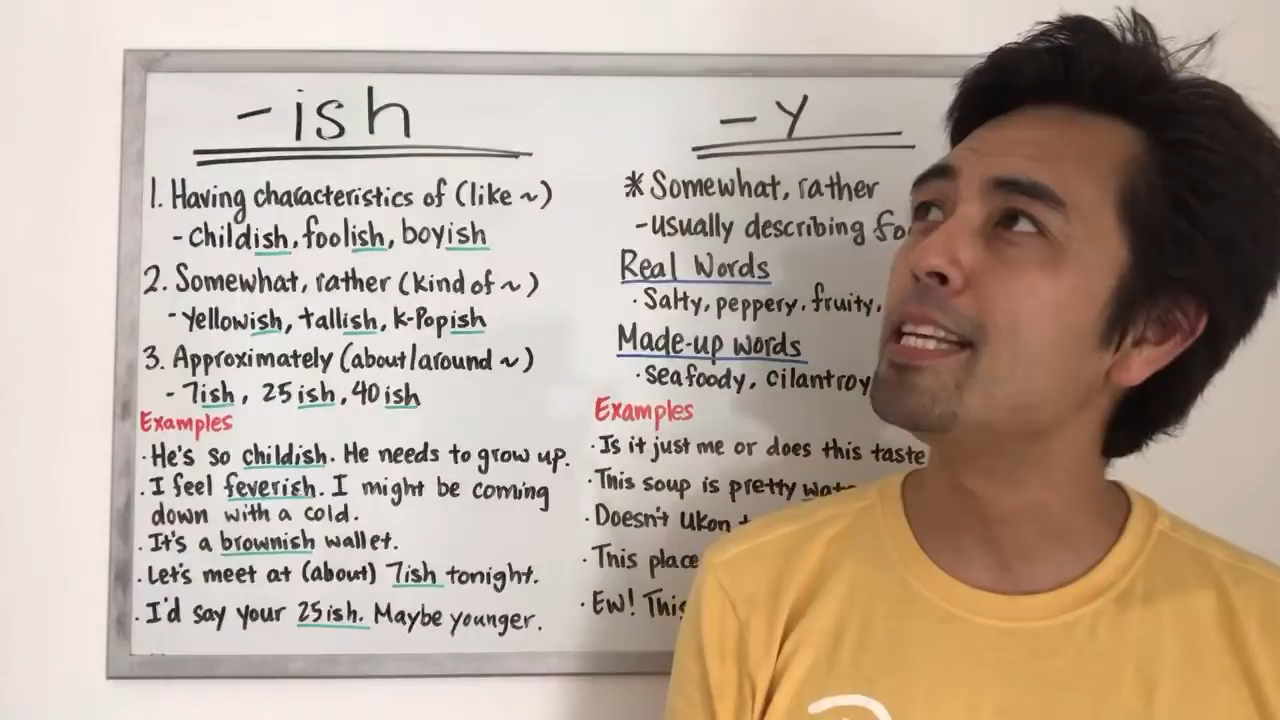 -ish
1. Having characteristics of (like ~)
- childish, foolish, boyish
2. Somewhat, rather (kind of ~)
- yellowish, tallish, K-Popish
3. Approximately (about/around ~)
- 7ish, 25ish, 40ish
Examples
· He's so childish. He needs to grow up.
· I feel feverish. I might be coming
down with a cold.
· It's a brownish wallet.
· Let's meet at (about) 7ish tonight.
· I'd say your 25ish. Maybe younger.
-y
* Somewhat, rather
- usually describing
Real Words
· Salty, peppery, fruity,
Made-up words
· seafoody, cilantroy
Examples
· Is it just me or does this taste
· This soup is pretty
· Doesn't Ukon
· This place
· Ew! This